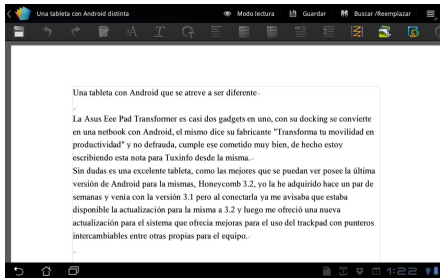 Una tableta con Android distinta
Modo lectura
Guardar
Buscar /Reemplazar
Una tableta con Android que se atreve a ser diferente
La Asus Eee Pad Transformer es casi dos gadgets en uno, con su docking se convierte
en una netbook con Android, el mismo dice su fabricante "Transforma tu movilidad en
productividad" y no defrauda, cumple ese cometido muy bien, de hecho estoy
escribiendo esta nota para Tuxinfo desde la misma.
Sin dudas es una excelente tableta, como las mejores que se puedan ver posee la última
versión de Android para la mismas, Honeycomb 3.2, yo la he adquirido hace un par de
semanas y venía con la versión 3.1 pero al conectarla ya me avisaba que estaba
disponible la actualización para la misma a 3.2 y luego me ofreció una nueva
actualización para el sistema que ofrecía mejoras para el uso del trackpad con punteros
intercambiables entre otras propias para el equipo.
1:22